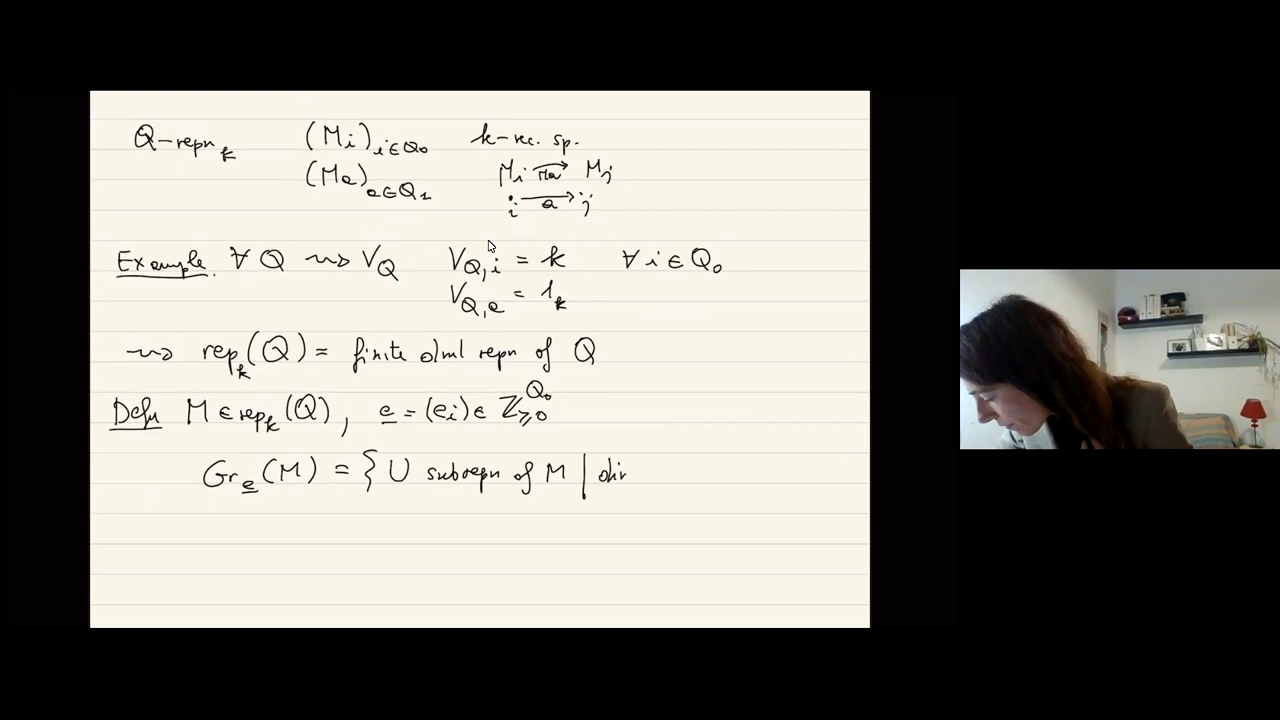 Q-repn_k (M_i)_{i∈Q_0} k-vec. sp.
(M_a)_{a∈Q_1} M_i →^{M_a} M_j
i →^a j
Example. ∀ Q ⇝ V_Q V_{Q,i} = k ∀ i ∈ Q_0
V_{Q,a} = 1_k
⇝ rep_k(Q) = finite dml repn of Q
Defn M ∈ rep_k(Q), e = (e_i) ∈ ℤ_{≥0}^{Q_0}
Gr_e(M) = { U subrepn of M | dim